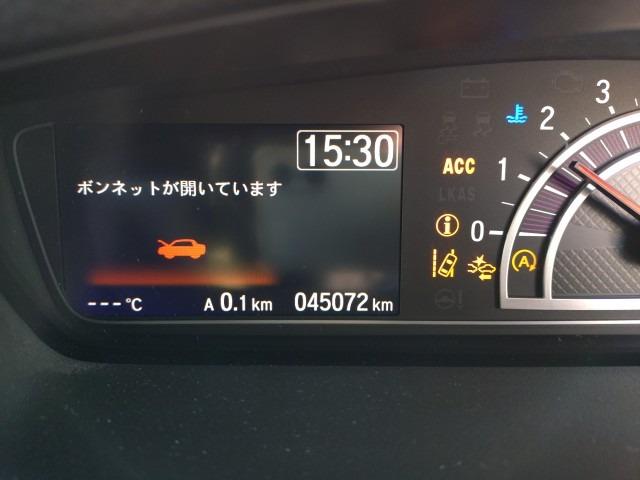 15:30
ボンネットが開いています
---°C
A 0.1 km
045072 km
ACC
LKAS
A
0
1
2
3